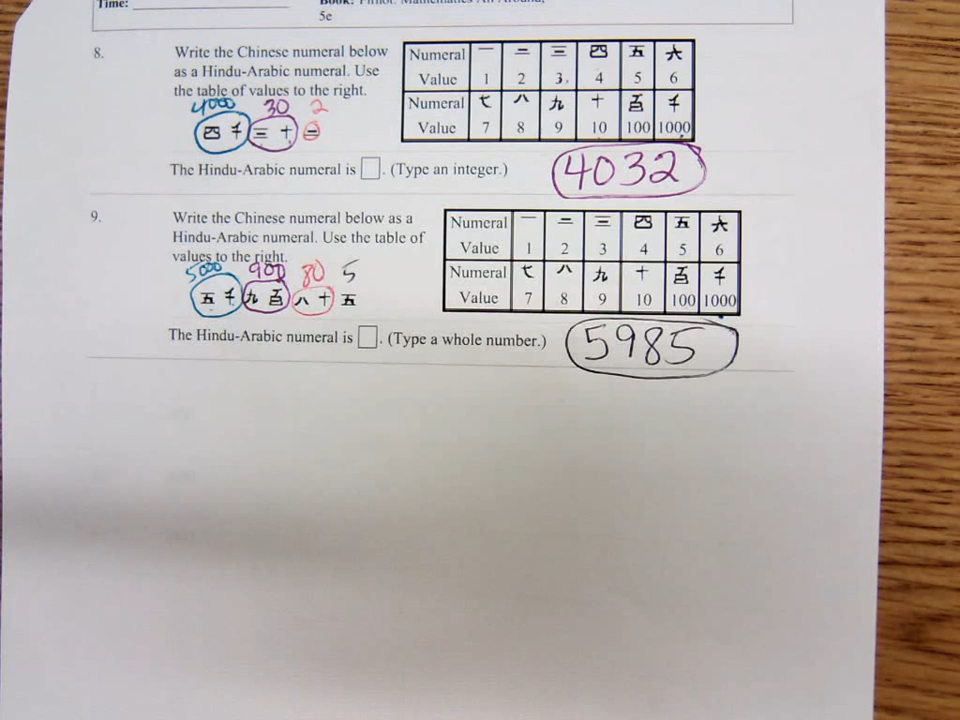 Time:
5e
8. Write the Chinese numeral below
as a Hindu-Arabic numeral. Use
the table of values to the right.
4000 30 2
四 千 三 十 二
Numeral 一 二 三 四 五 六
Value 1 2 3 4 5 6
Numeral 七 八 九 十 百 千
Value 7 8 9 10 100 1000
The Hindu-Arabic numeral is . (Type an integer.)
4032
9. Write the Chinese numeral below as a
Hindu-Arabic numeral. Use the table of
values to the right.
5000 900 80 5
五 千 九 百 八 十 五
Numeral 一 二 三 四 五 六
Value 1 2 3 4 5 6
Numeral 七 八 九 十 百 千
Value 7 8 9 10 100 1000
The Hindu-Arabic numeral is . (Type a whole number.)
5985